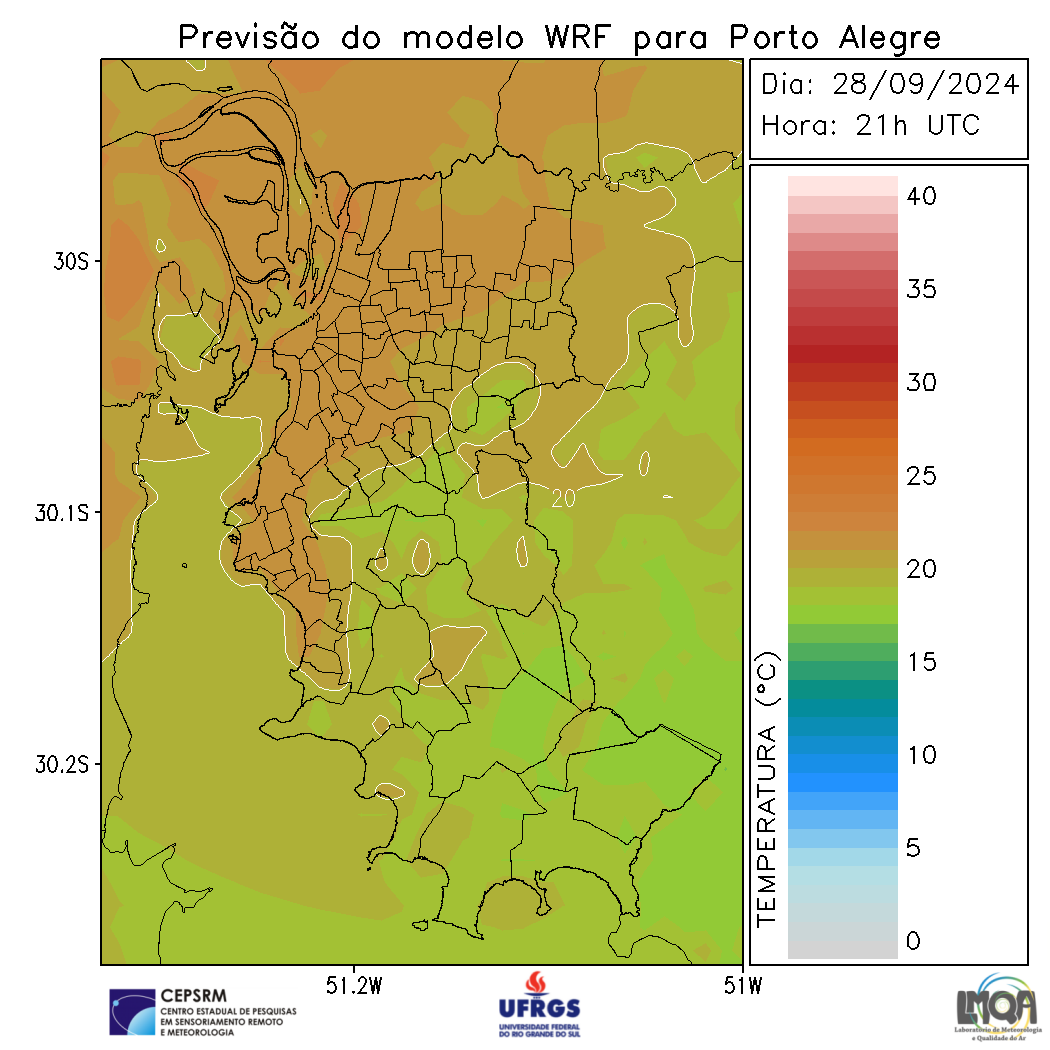 Previsão do modelo WRF para Porto Alegre
Dia: 28/09/2024
Hora: 21h UTC
40
35
30
25
20
15
10
5
0
TEMPERATURA (°C)
30S
30.1S
30.2S
20
51.2W
51W
CEPSRM
CENTRO ESTADUAL DE PESQUISAS
EM SENSORIAMENTO REMOTO
E METEOROLOGIA
UFRGS
UNIVERSIDADE FEDERAL
DO RIO GRANDE DO SUL
LMQA
Laboratório de Meteorologia
e Qualidade do Ar